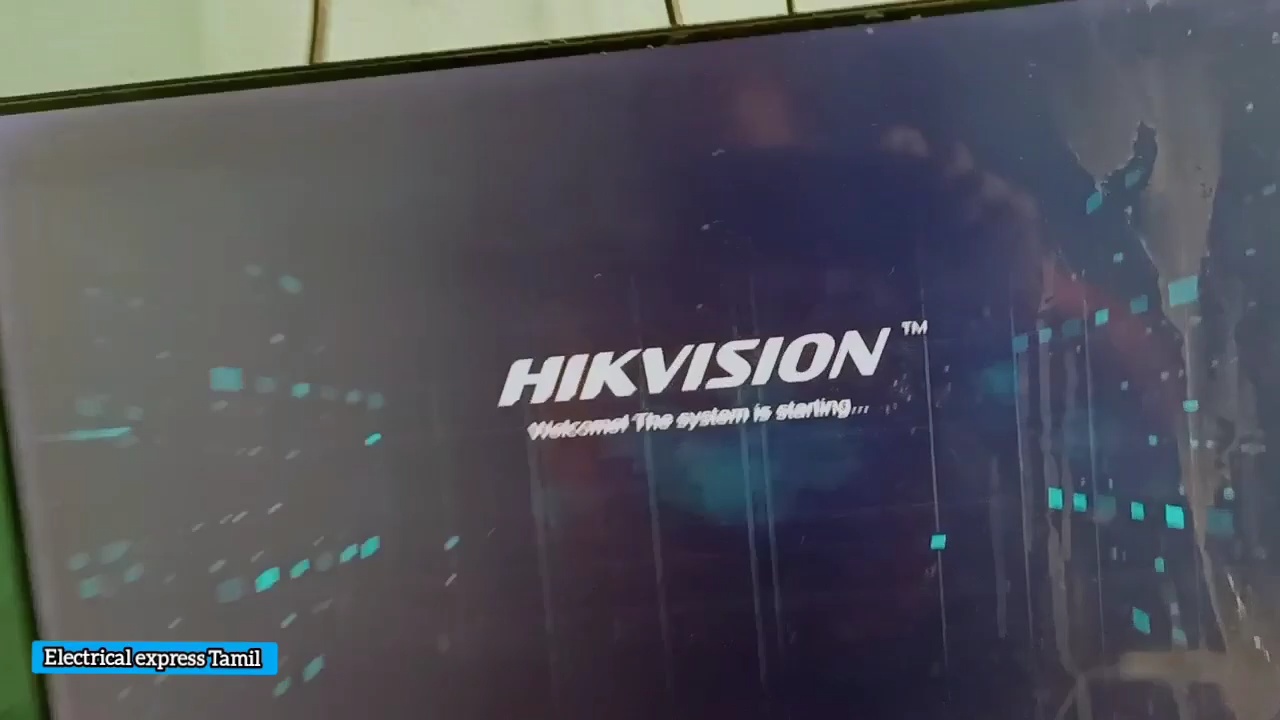 HIKVISION™
Welcome! The system is starting...
Electrical express Tamil